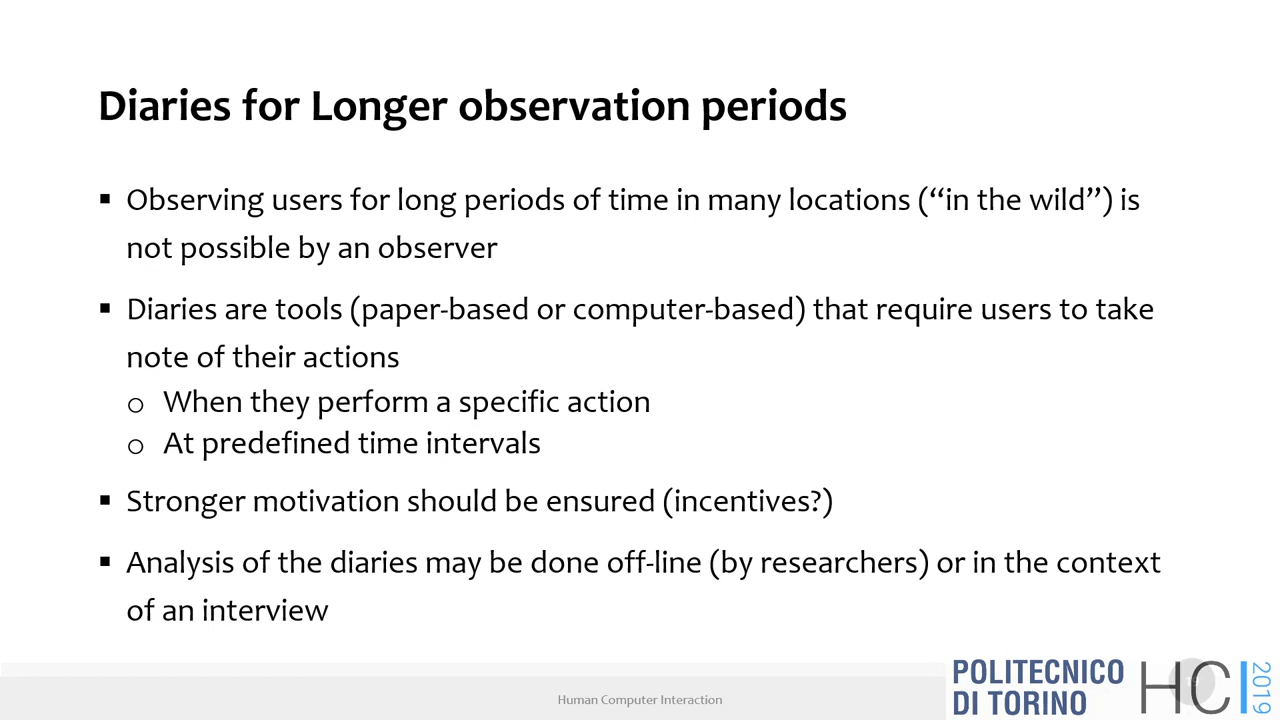 Diaries for Longer observation periods
▪ Observing users for long periods of time in many locations (“in the wild”) is
not possible by an observer
▪ Diaries are tools (paper-based or computer-based) that require users to take
note of their actions
o When they perform a specific action
o At predefined time intervals
▪ Stronger motivation should be ensured (incentives?)
▪ Analysis of the diaries may be done off-line (by researchers) or in the context
of an interview
Human Computer Interaction
POLITECNICO
DI TORINO
HCI
2019